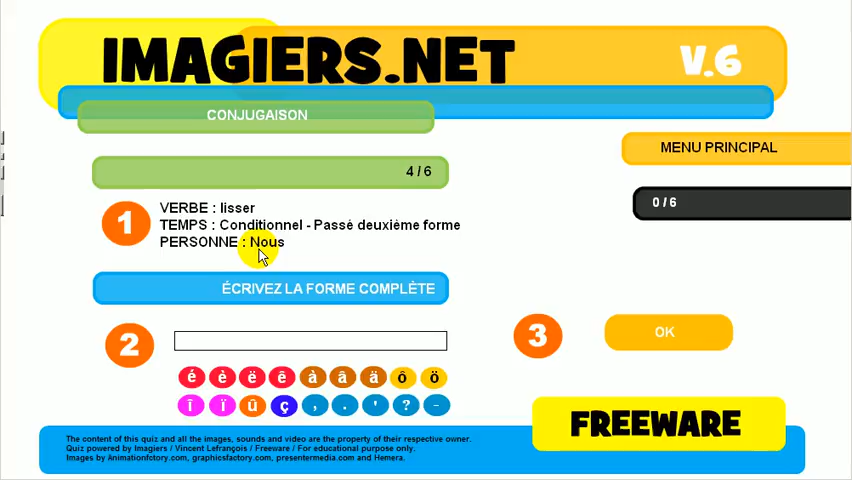 IMAGIERS.NET
V.6
CONJUGAISON
MENU PRINCIPAL
4 / 6
0 / 6
1
VERBE : lisser
TEMPS : Conditionnel - Passé deuxième forme
PERSONNE : Nous
ÉCRIVEZ LA FORME COMPLÈTE
2
3
OK
é è ë ê à â ä ô ö
î ï û ç , . ' ? -
FREEWARE
The content of this quiz and all the images, sounds and video are the property of their respective owner.
Quiz powered by Imagiers / Vincent Lefrançois / For educational purpose only.
Images by Animationfctory.com, graphicsfactory.com, presentermedia.com and Hemera.